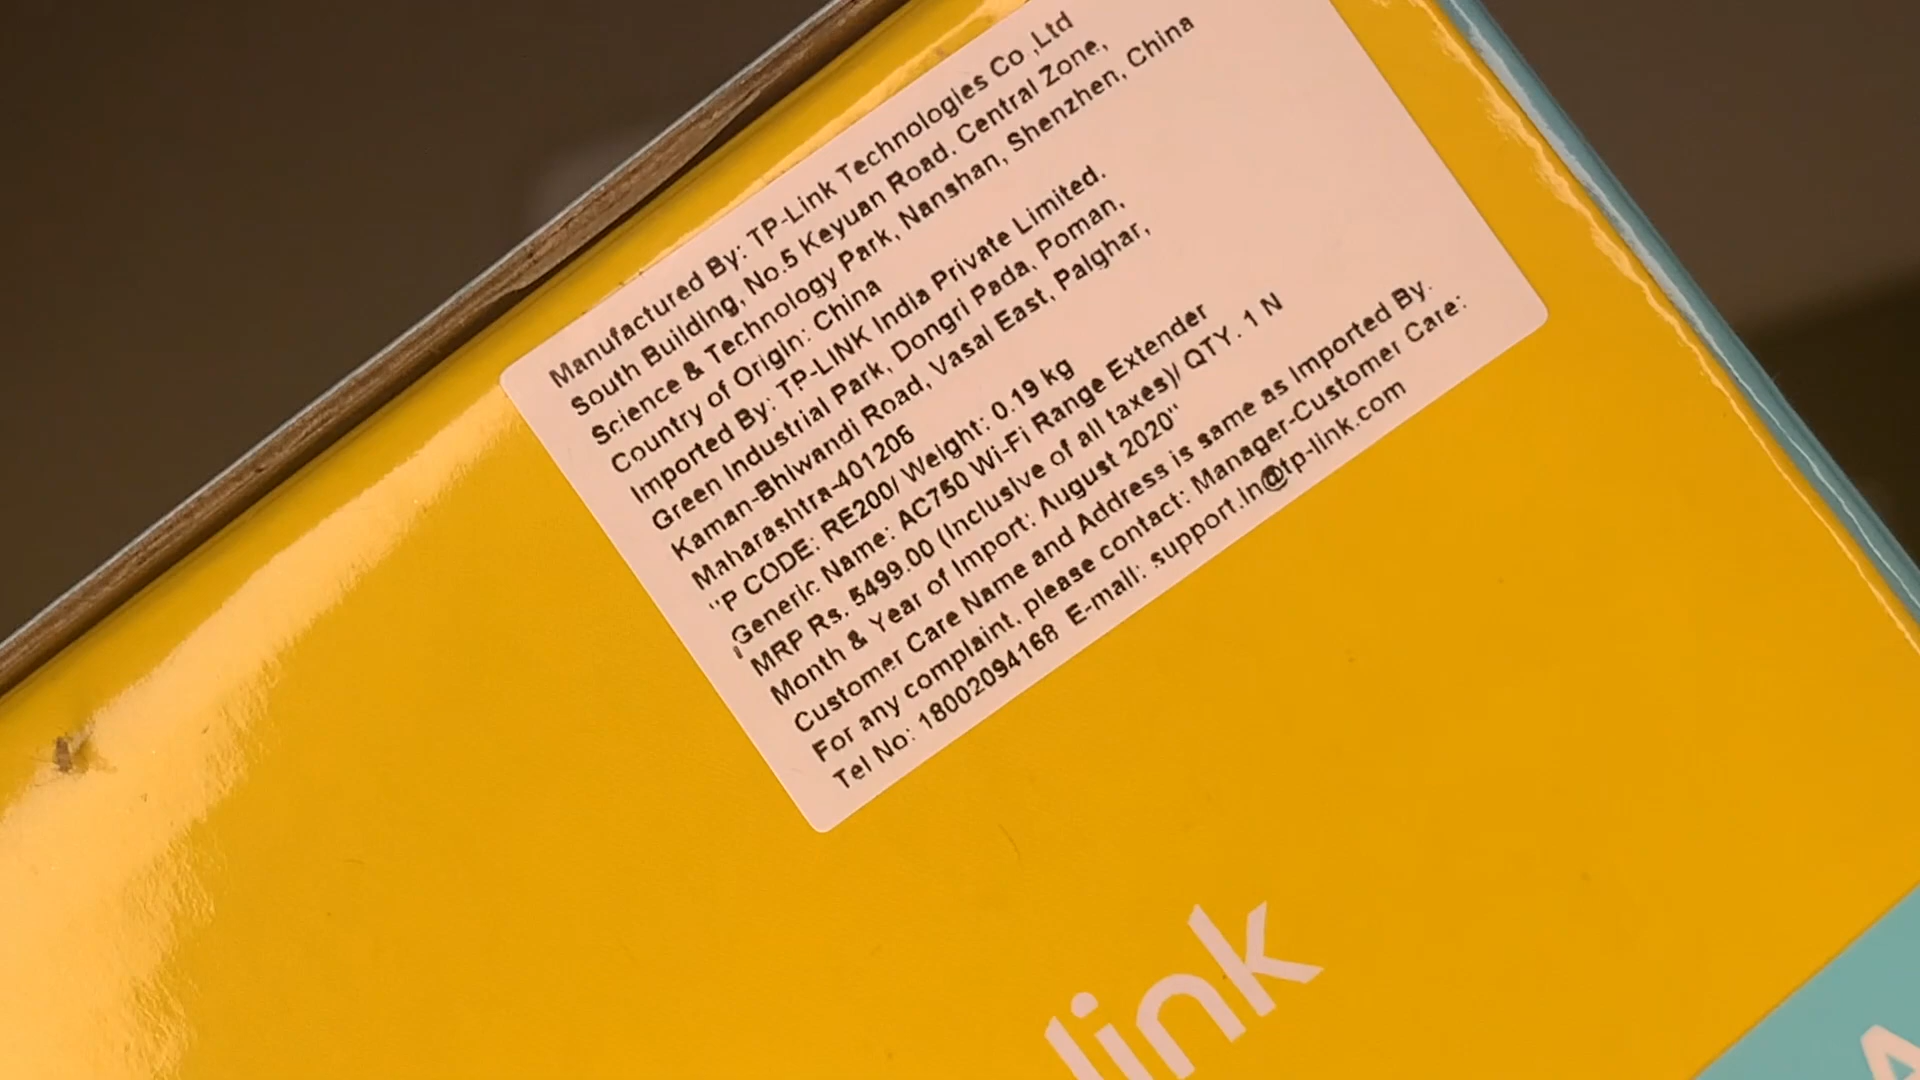 Manufactured By: TP-Link Technologies Co.,Ltd
South Building, No.5 Keyuan Road. Central Zone,
Science & Technology Park, Nanshan, Shenzhen, China
Country of Origin: China
Imported By: TP-LINK India Private Limited.
Green Industrial Park, Dongri Pada, Poman,
Kaman-Bhiwandi Road, Vasai East, Palghar,
Maharashtra-401206
"P CODE: RE200/ Weight: 0.19 kg
Generic Name: AC750 Wi-Fi Range Extender
MRP Rs. 5499.00 (Inclusive of all taxes)/ QTY. 1 N
Month & Year of Import: August 2020"
Customer Care Name and Address is same as Imported By.
For any complaint, please contact: Manager-Customer Care:
Tel No: 18002094168 E-mail: support.in@tp-link.com
link
A